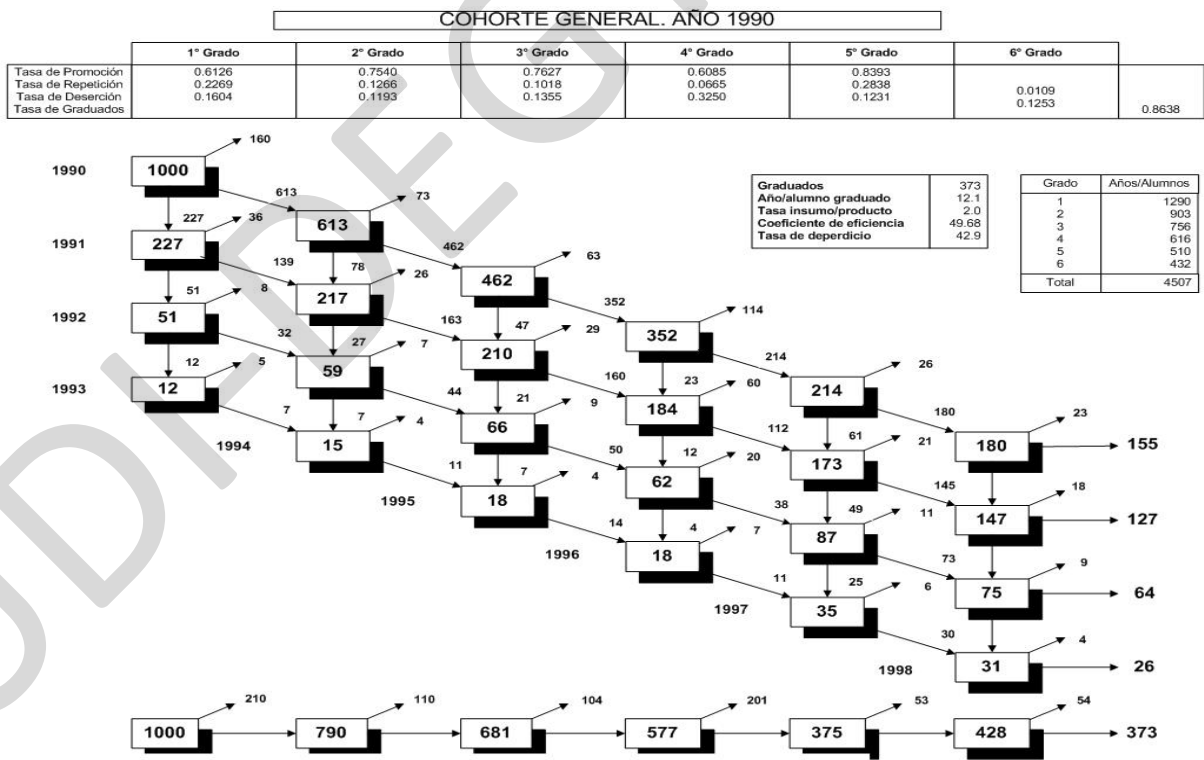 COHORTE GENERAL. AÑO 1990
1° Grado 2° Grado 3° Grado 4° Grado 5° Grado 6° Grado
Tasa de Promoción 0.6126 0.7540 0.7627 0.6085 0.8393
Tasa de Repetición 0.2269 0.1266 0.1018 0.0665 0.2838 0.0109
Tasa de Deserción 0.1604 0.1193 0.1355 0.3250 0.1231 0.1253
Tasa de Graduados 0.8638
Graduados 373
Año/alumno graduado 12.1
Tasa insumo/producto 2.0
Coeficiente de eficiencia 49.68
Tasa de deperdicio 42.9
Grado Años/Alumnos
1 1290
2 903
3 756
4 616
5 510
6 432
Total 4507
160
1990 1000
613 73
227 36 613
1991 227 462 63
139 78 26 462
51 8 217 352 114
1992 51 163 47 29 352
32 27 7 210 214 26
12 5 59 160 23 60 214
1993 12 44 21 9 184 180 23
7 7 4 66 112 61 21 180 155
1994 15 50 12 20 173
11 7 4 62 145 18
1995 18 38 49 11 147 127
14 4 7 87 73 9
1996 18 75 64
11 25 6
1997 35 30 4
1998 31 26
210 110 104 201 53 54
1000 790 681 577 375 428 373
UDI-DEG